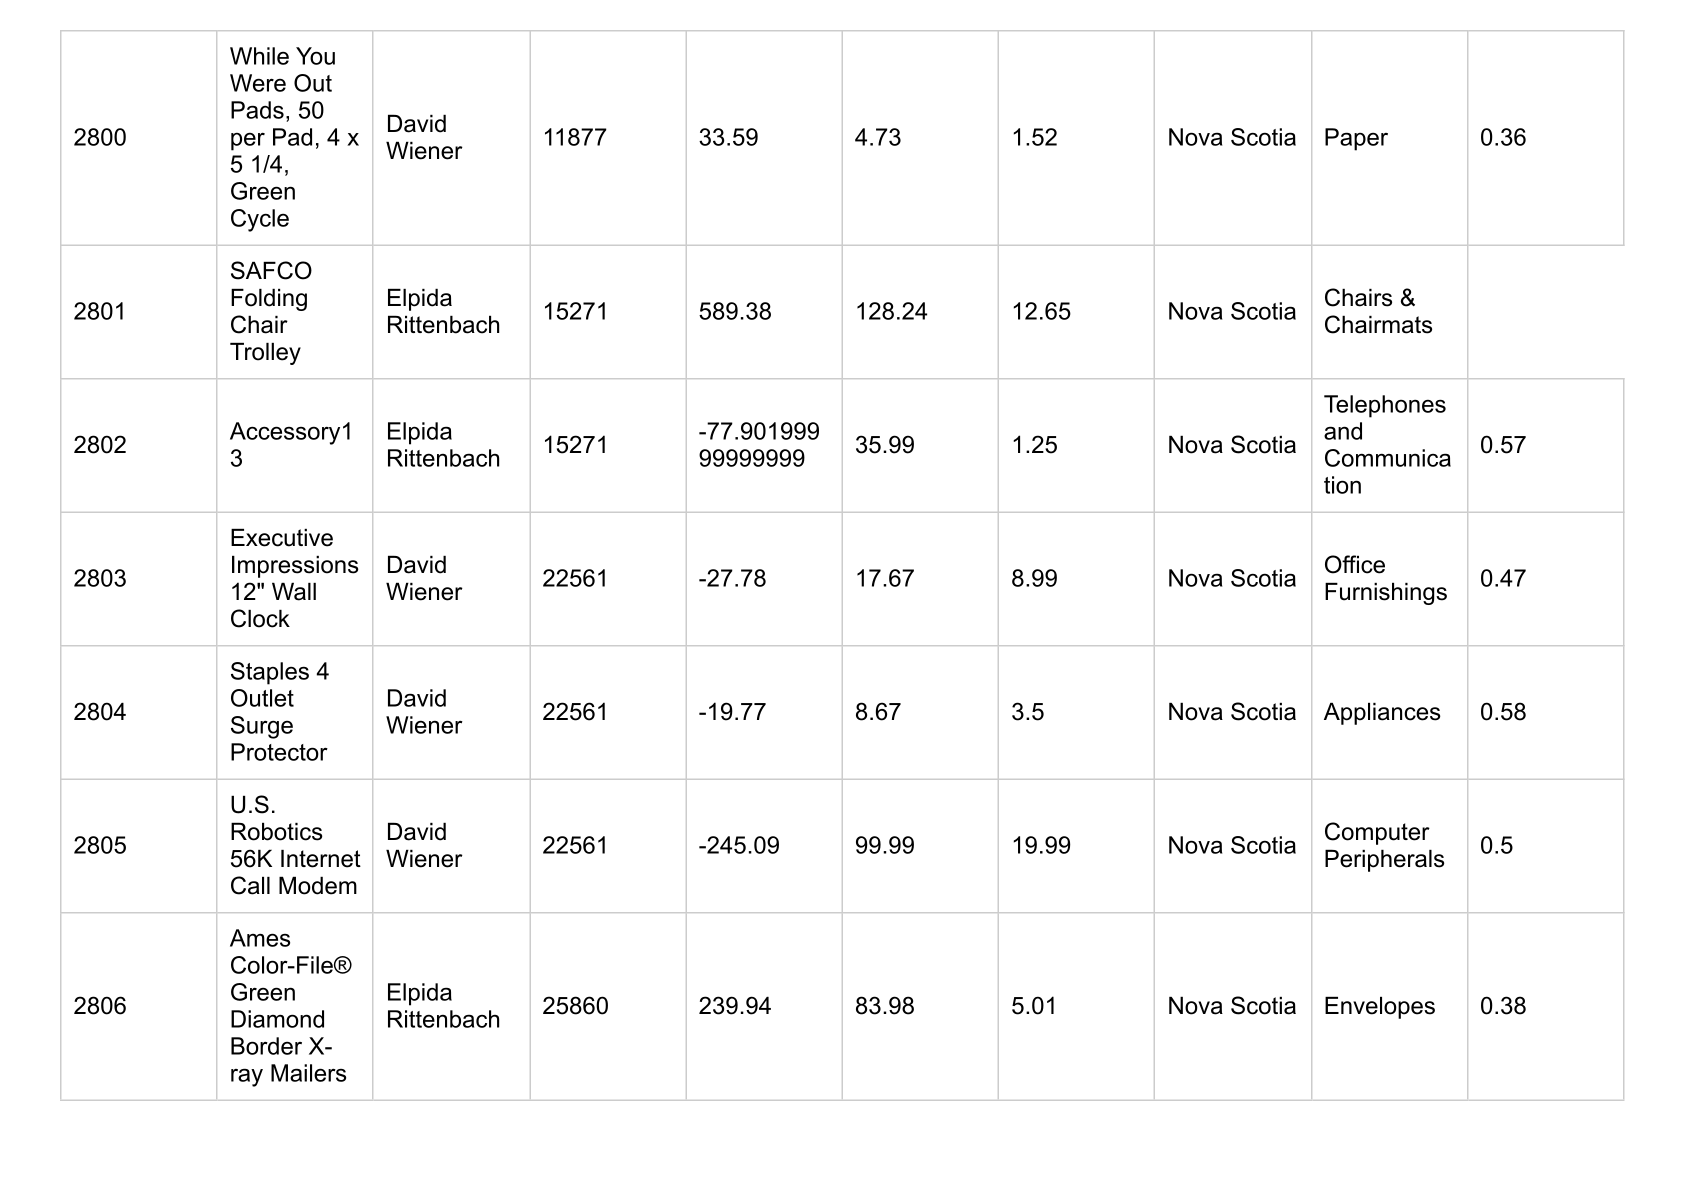 2800
While You
Were Out
Pads, 50
per Pad, 4 x
5 1/4,
Green
Cycle
David
Wiener
11877
33.59
4.73
1.52
Nova Scotia
Paper
0.36
2801
SAFCO
Folding
Chair
Trolley
Elpida
Rittenbach
15271
589.38
128.24
12.65
Nova Scotia
Chairs &
Chairmats
2802
Accessory1
3
Elpida
Rittenbach
15271
-77.901999
99999999
35.99
1.25
Nova Scotia
Telephones
and
Communica
tion
0.57
2803
Executive
Impressions
12" Wall
Clock
David
Wiener
22561
-27.78
17.67
8.99
Nova Scotia
Office
Furnishings
0.47
2804
Staples 4
Outlet
Surge
Protector
David
Wiener
22561
-19.77
8.67
3.5
Nova Scotia
Appliances
0.58
2805
U.S.
Robotics
56K Internet
Call Modem
David
Wiener
22561
-245.09
99.99
19.99
Nova Scotia
Computer
Peripherals
0.5
2806
Ames
Color-File®
Green
Diamond
Border X-
ray Mailers
Elpida
Rittenbach
25860
239.94
83.98
5.01
Nova Scotia
Envelopes
0.38